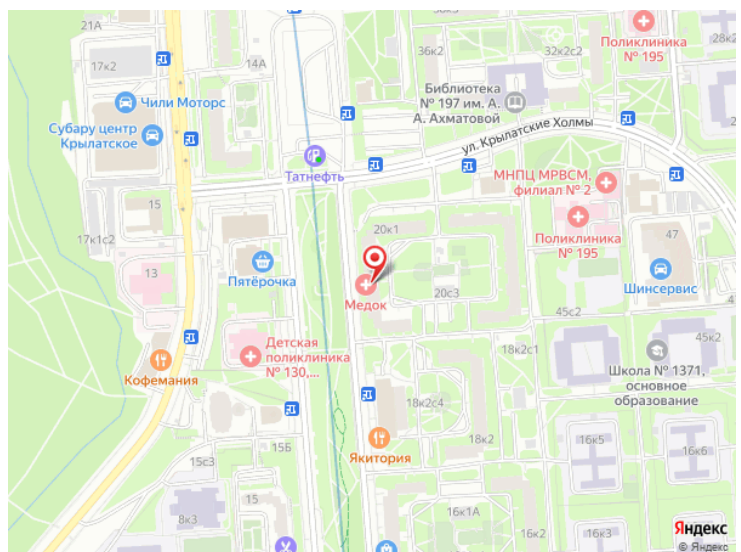 21А
38к3
36к2
32к2с2
28к2
Поликлиника
№ 195
17к2
14А
Чили Моторс
Субару центр
Крылатское
Библиотека
№ 197 им. А.
А. Ахматовой
ул. Крылатские Холмы
Татнефть
МНПЦ МРВСМ,
филиал № 2
15
17к1с2
20к1
Поликлиника
№ 195
47
13
Пятёрочка
Медок
20с3
Шинсервис
45с2
45к2
Детская
поликлиника
№ 130,...
18к2с1
Школа № 1371,
основное
образование
Кофемания
18к2с4
15Б
18к2
16к5
16к6
Якитория
15с3
15
8к3
16к1А
16к2
16к3
Яндекс
© Яндекс